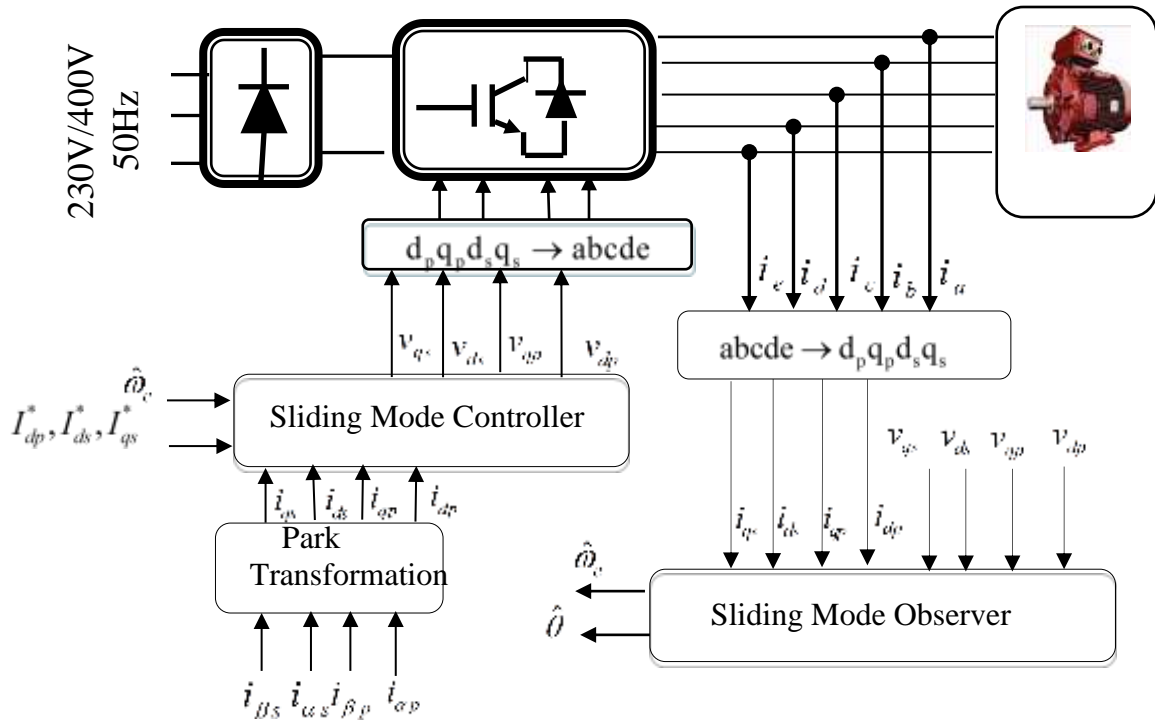 230V/400V
50Hz
d_p q_p d_s q_s → abcde
i_e i_d i_c i_b i_a
abcde → d_p q_p d_s q_s
v_qs v_ds v_qp v_dp
ω̂_e
I*_dp, I*_ds, I*_qs
Sliding Mode Controller
v_qs v_ds v_qp v_dp
i_qs i_ds i_qp i_dp
Park
Transformation
i_qs i_ds i_qp i_dp
ω̂_e
θ̂
Sliding Mode Observer
i_βs i_αs i_βp i_αp